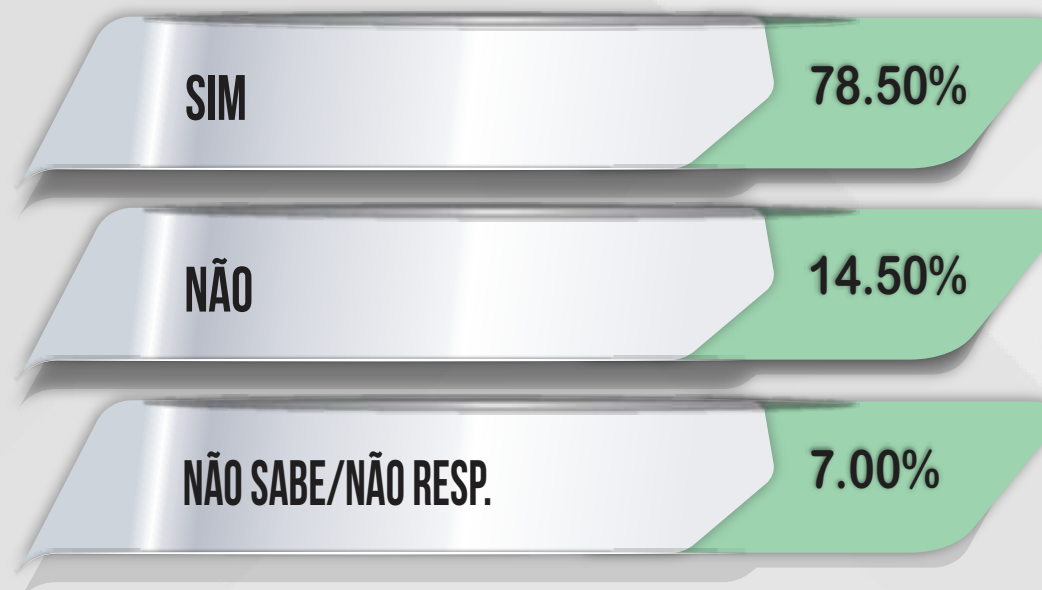 SIM
78.50%
NÃO
14.50%
NÃO SABE/NÃO RESP.
7.00%